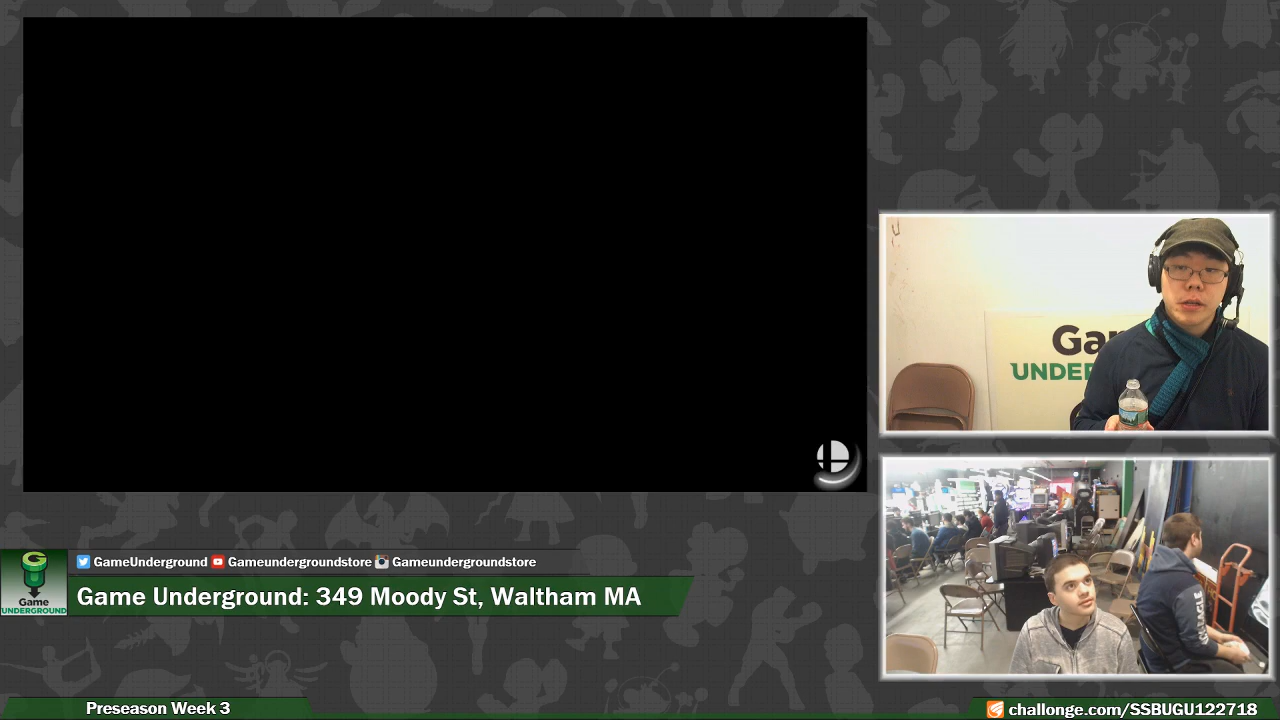 Gar
UNDER
GameUnderground Gameundergroundstore Gameundergroundstore
G
Game
UNDERGROUND
Game Underground: 349 Moody St, Waltham MA
Preseason Week 3
challonge.com/SSBUGU122718